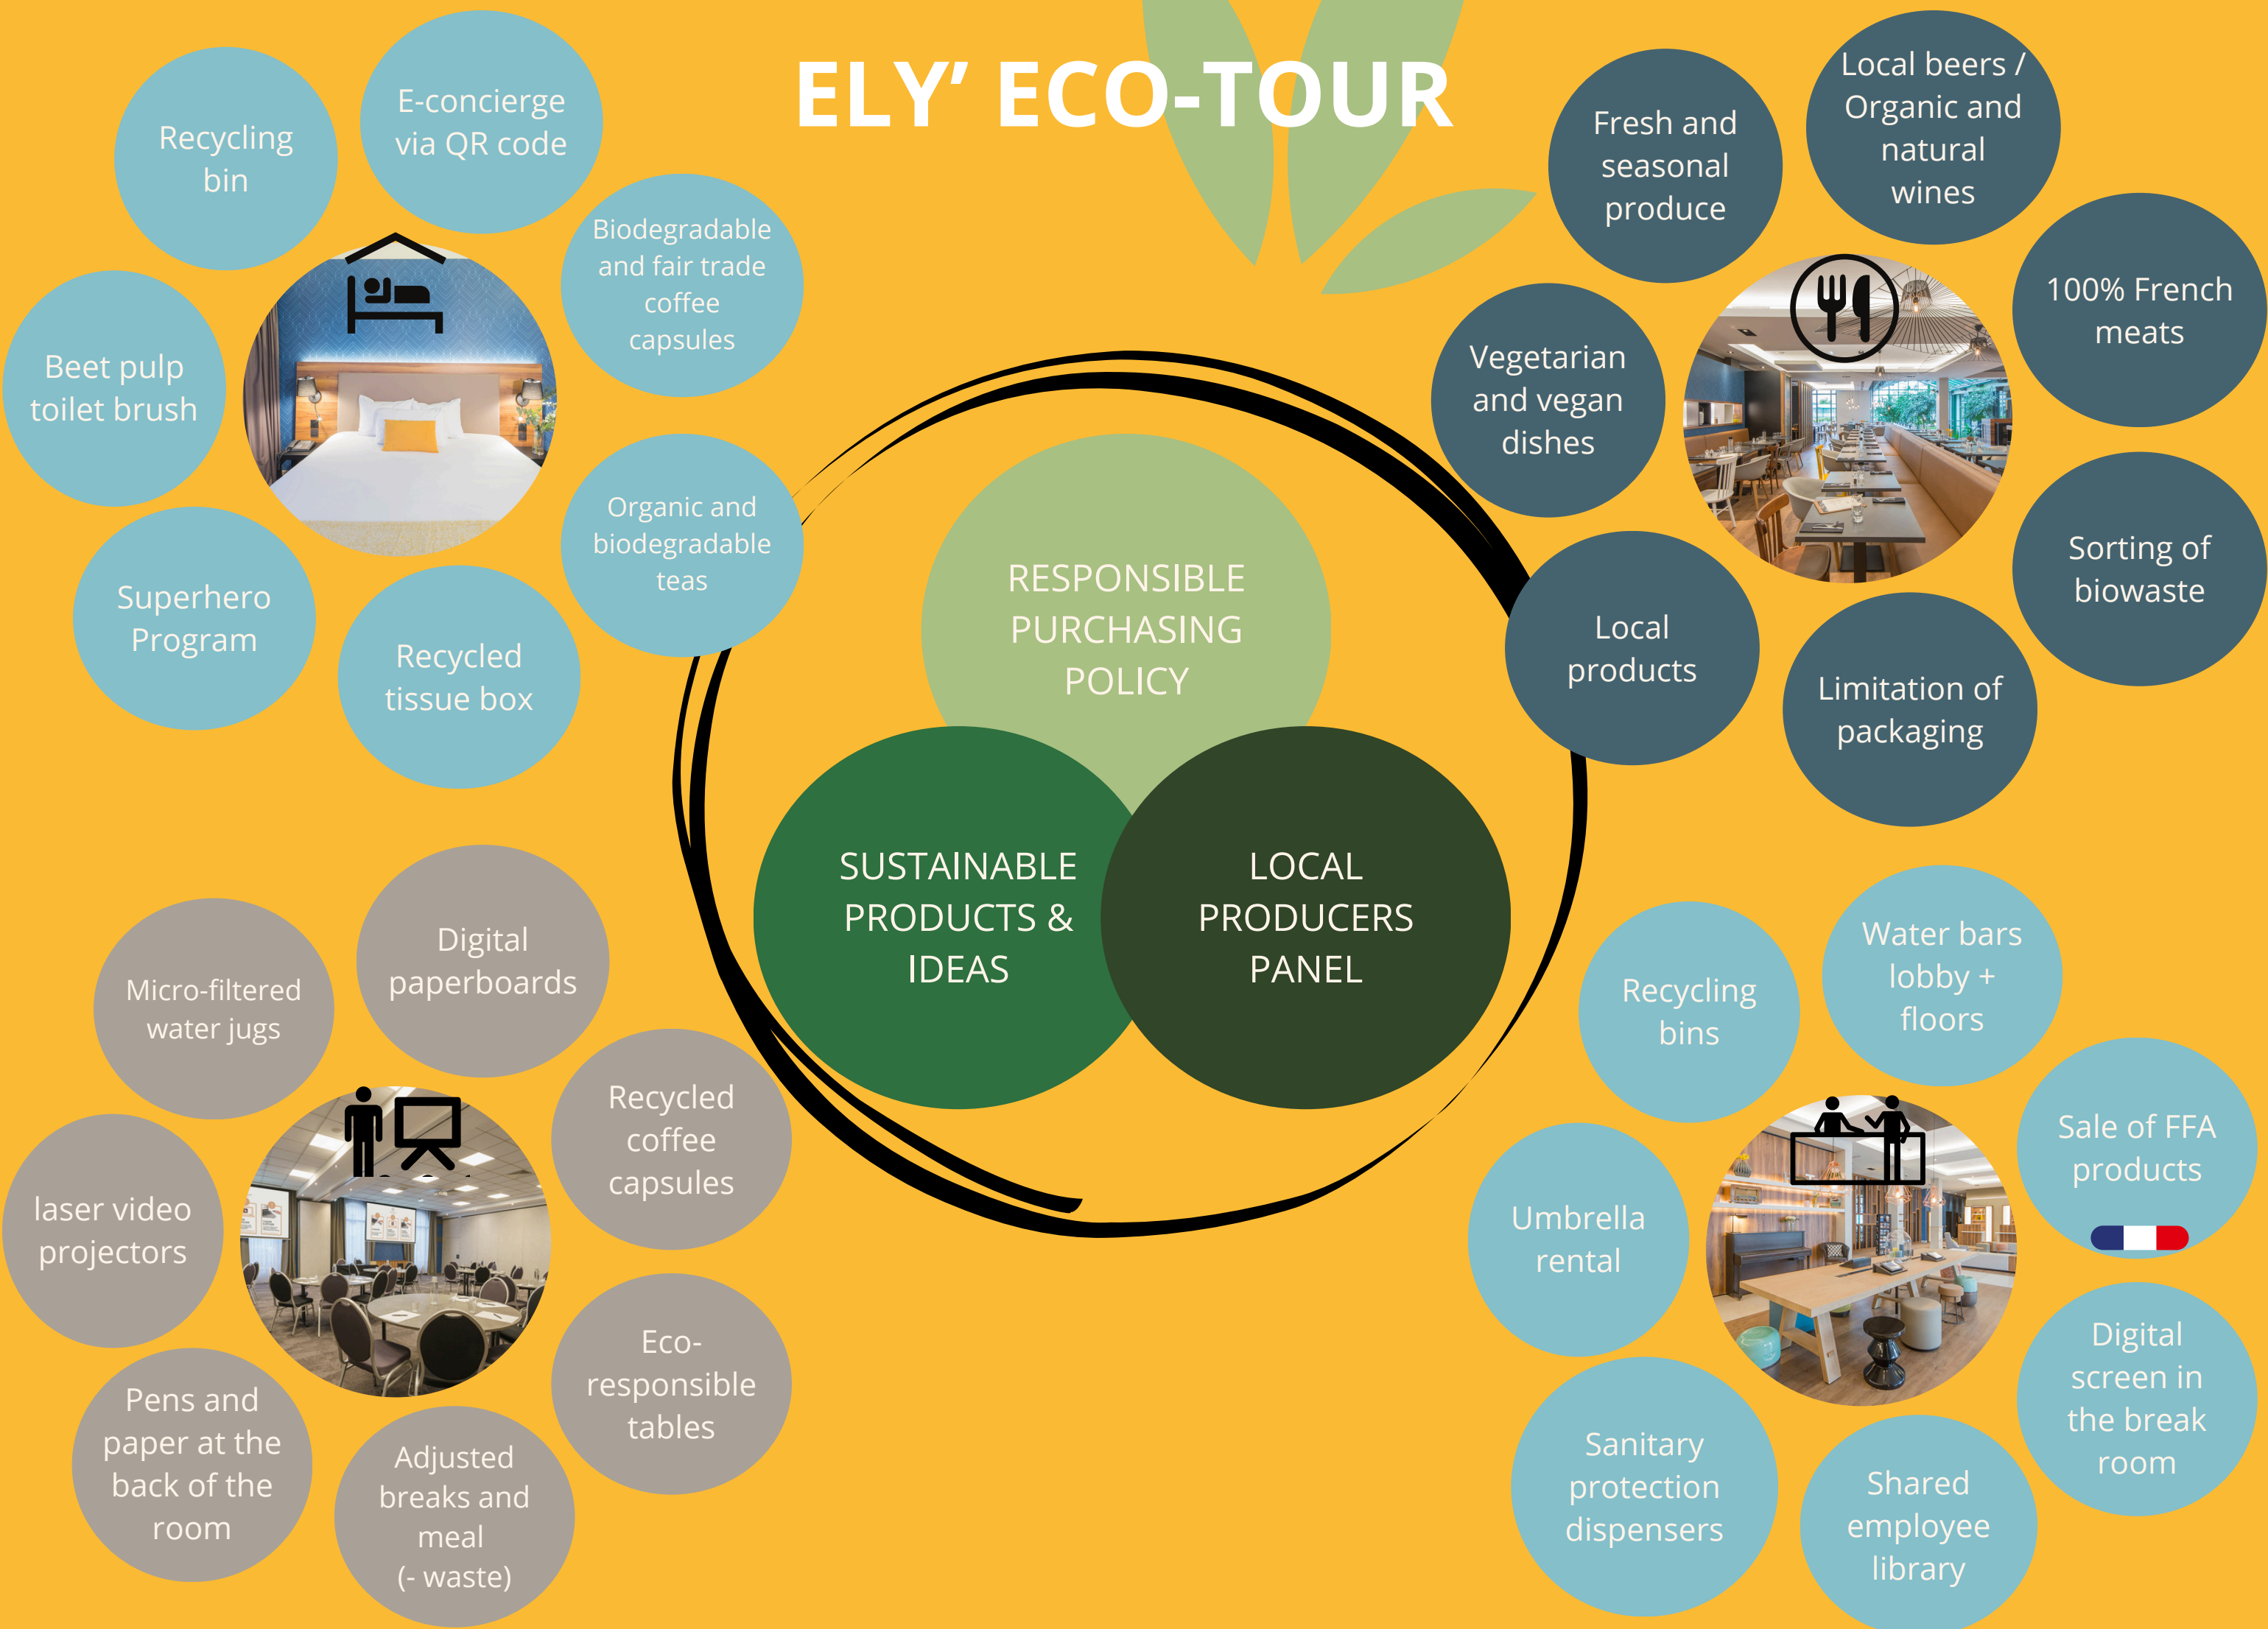 ELY' ECO-TOUR
Recycling
bin
E-concierge
via QR code
Biodegradable
and fair trade
coffee
capsules
Beet pulp
toilet brush
Organic and
biodegradable
teas
Superhero
Program
Recycled
tissue box
Fresh and
seasonal
produce
Local beers /
Organic and
natural
wines
100% French
meats
Vegetarian
and vegan
dishes
Sorting of
biowaste
Local
products
Limitation of
packaging
RESPONSIBLE
PURCHASING
POLICY
SUSTAINABLE
PRODUCTS &
IDEAS
LOCAL
PRODUCERS
PANEL
Micro-filtered
water jugs
Digital
paperboards
Recycled
coffee
capsules
laser video
projectors
Eco-
responsible
tables
Pens and
paper at the
back of the
room
Adjusted
breaks and
meal
(- waste)
Recycling
bins
Water bars
lobby +
floors
Sale of FFA
products
Umbrella
rental
Digital
screen in
the break
room
Sanitary
protection
dispensers
Shared
employee
library